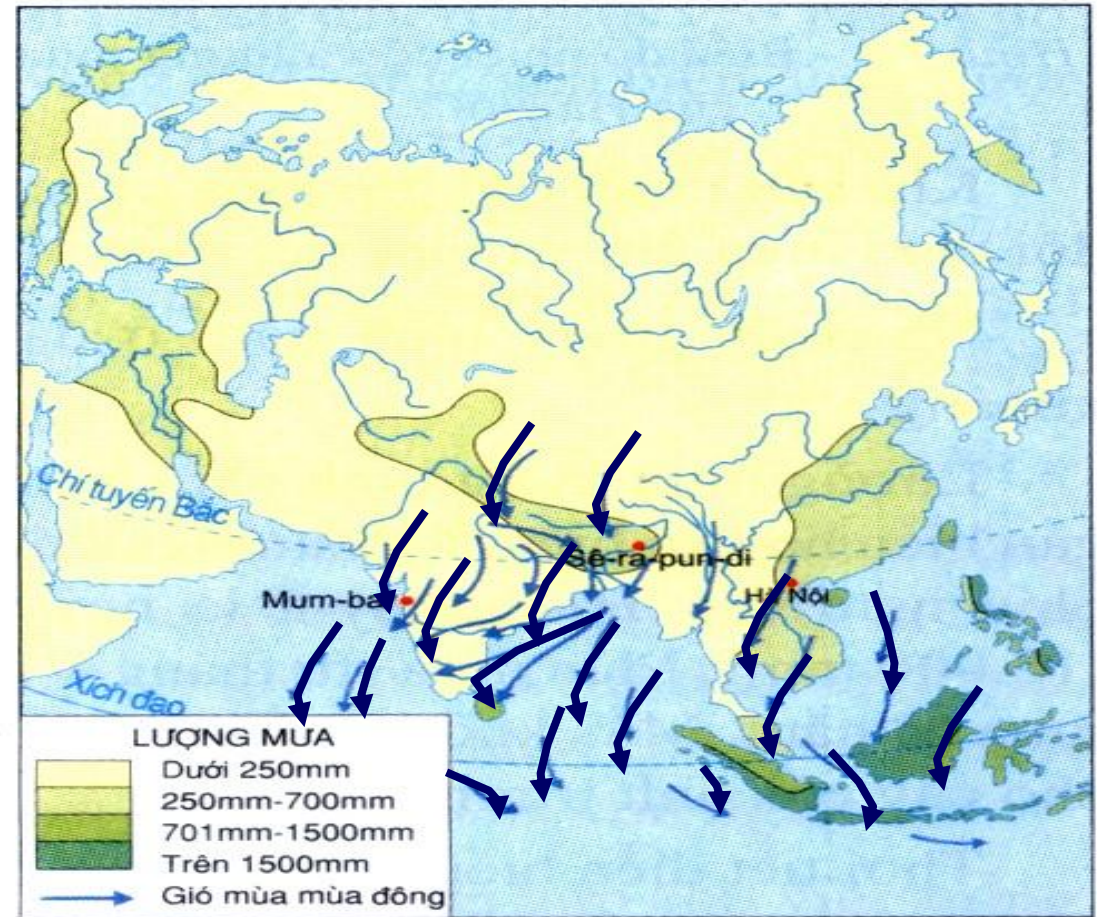 Chí tuyến Bắc
Sê-ra-pun-di
Mum-bai
Hà Nội
Xích đạo
LƯỢNG MƯA
Dưới 250mm
250mm-700mm
701mm-1500mm
Trên 1500mm
Gió mùa mùa đông